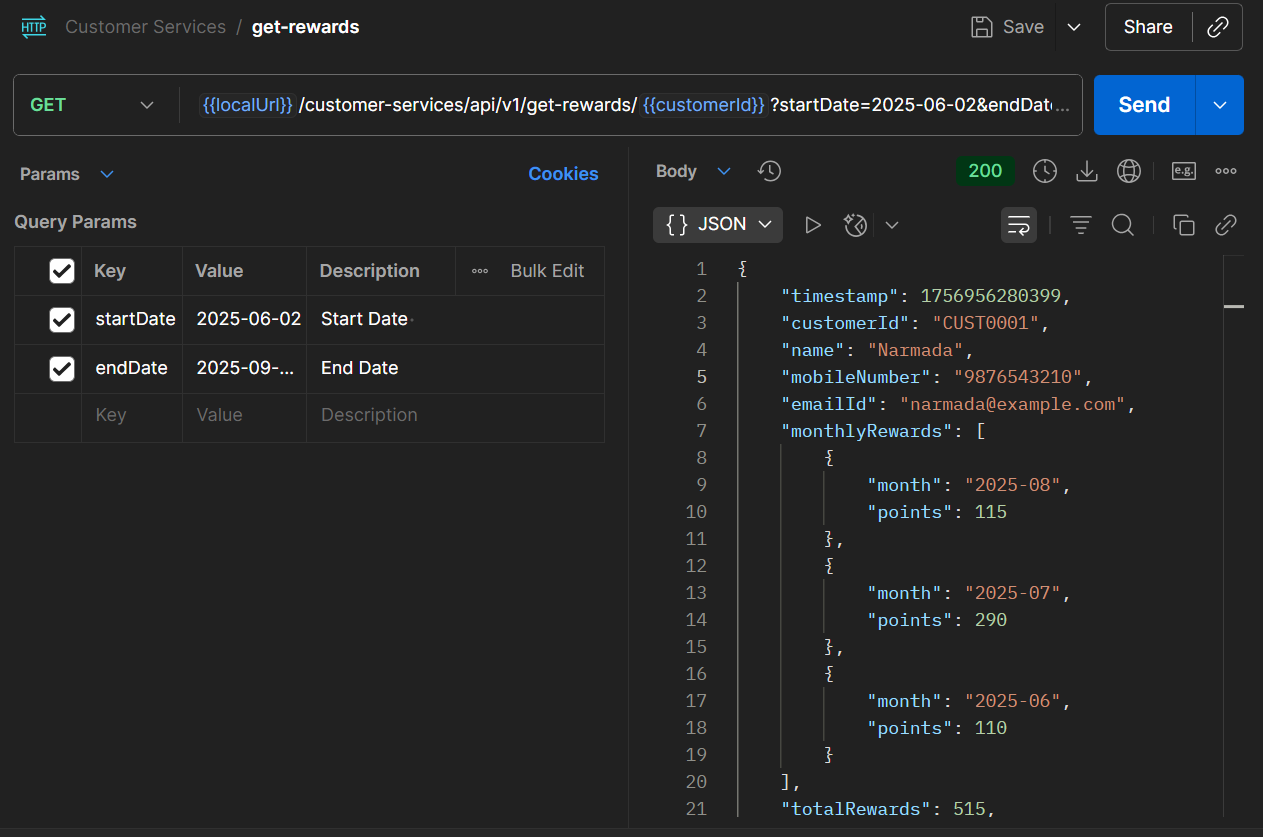 HTTP Customer Services / get-rewards Save Share
GET {{localUrl}}/customer-services/api/v1/get-rewards/{{customerId}}?startDate=2025-06-02&endDate... Send
Params Cookies
Query Params
Key Value Description Bulk Edit
startDate 2025-06-02 Start Date
endDate 2025-09-... End Date
Key Value Description
Body 200 e.g.
{} JSON
1 {
2 "timestamp": 1756956280399,
3 "customerId": "CUST0001",
4 "name": "Narmada",
5 "mobileNumber": "9876543210",
6 "emailId": "narmada@example.com",
7 "monthlyRewards": [
8 {
9 "month": "2025-08",
10 "points": 115
11 },
12 {
13 "month": "2025-07",
14 "points": 290
15 },
16 {
17 "month": "2025-06",
18 "points": 110
19 }
20 ],
21 "totalRewards": 515,